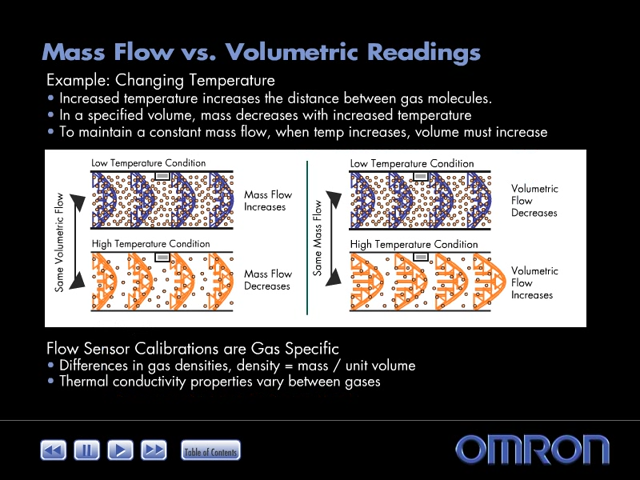 Mass Flow vs. Volumetric Readings
Example: Changing Temperature
• Increased temperature increases the distance between gas molecules.
• In a specified volume, mass decreases with increased temperature
• To maintain a constant mass flow, when temp increases, volume must increase
Same Volumetric Flow
Low Temperature Condition
Mass Flow
Increases
High Temperature Condition
Mass Flow
Decreases
Same Mass Flow
Low Temperature Condition
Volumetric
Flow
Decreases
High Temperature Condition
Volumetric
Flow
Increases
Flow Sensor Calibrations are Gas Specific
• Differences in gas densities, density = mass / unit volume
• Thermal conductivity properties vary between gases
Table of Contents
OMRON